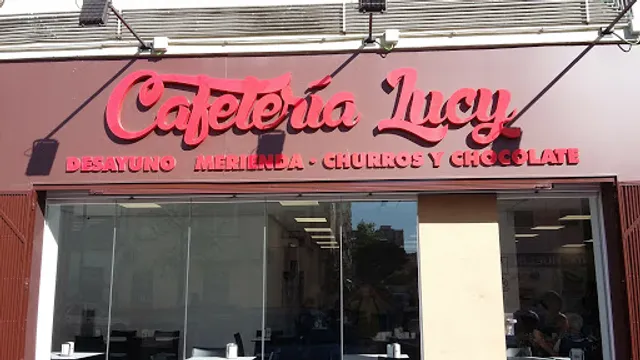 Cafetería Lucy
DESAYUNO MERIENDA - CHURROS Y CHOCOLATE